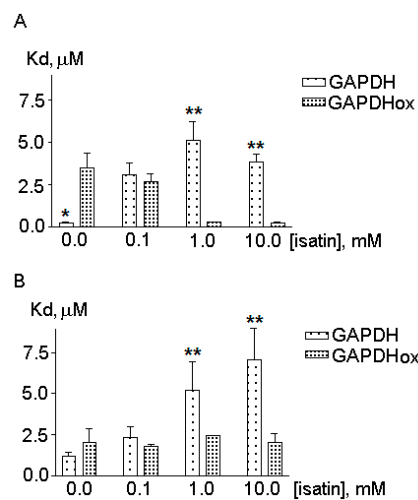 A
Kd, μM
GAPDH
GAPDHox
7.5
**
5.0
**
2.5
*
0.0
0.0 0.1 1.0 10.0 [isatin], mM
B
Kd, μM
GAPDH
GAPDHox
**
7.5
**
5.0
2.5
0.0
0.0 0.1 1.0 10.0 [isatin], mM